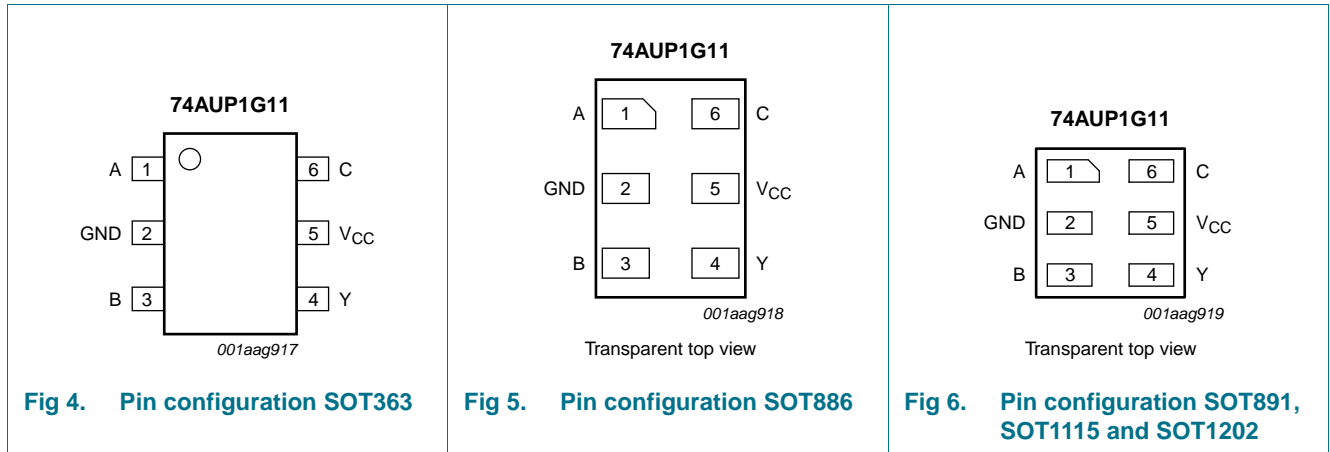 74AUP1G11
A 1 6 C
GND 2 5 VCC
B 3 4 Y
001aag917
Fig 4. Pin configuration SOT363
74AUP1G11
A 1 6 C
GND 2 5 VCC
B 3 4 Y
001aag918
Transparent top view
Fig 5. Pin configuration SOT886
74AUP1G11
A 1 6 C
GND 2 5 VCC
B 3 4 Y
001aag919
Transparent top view
Fig 6. Pin configuration SOT891,
SOT1115 and SOT1202